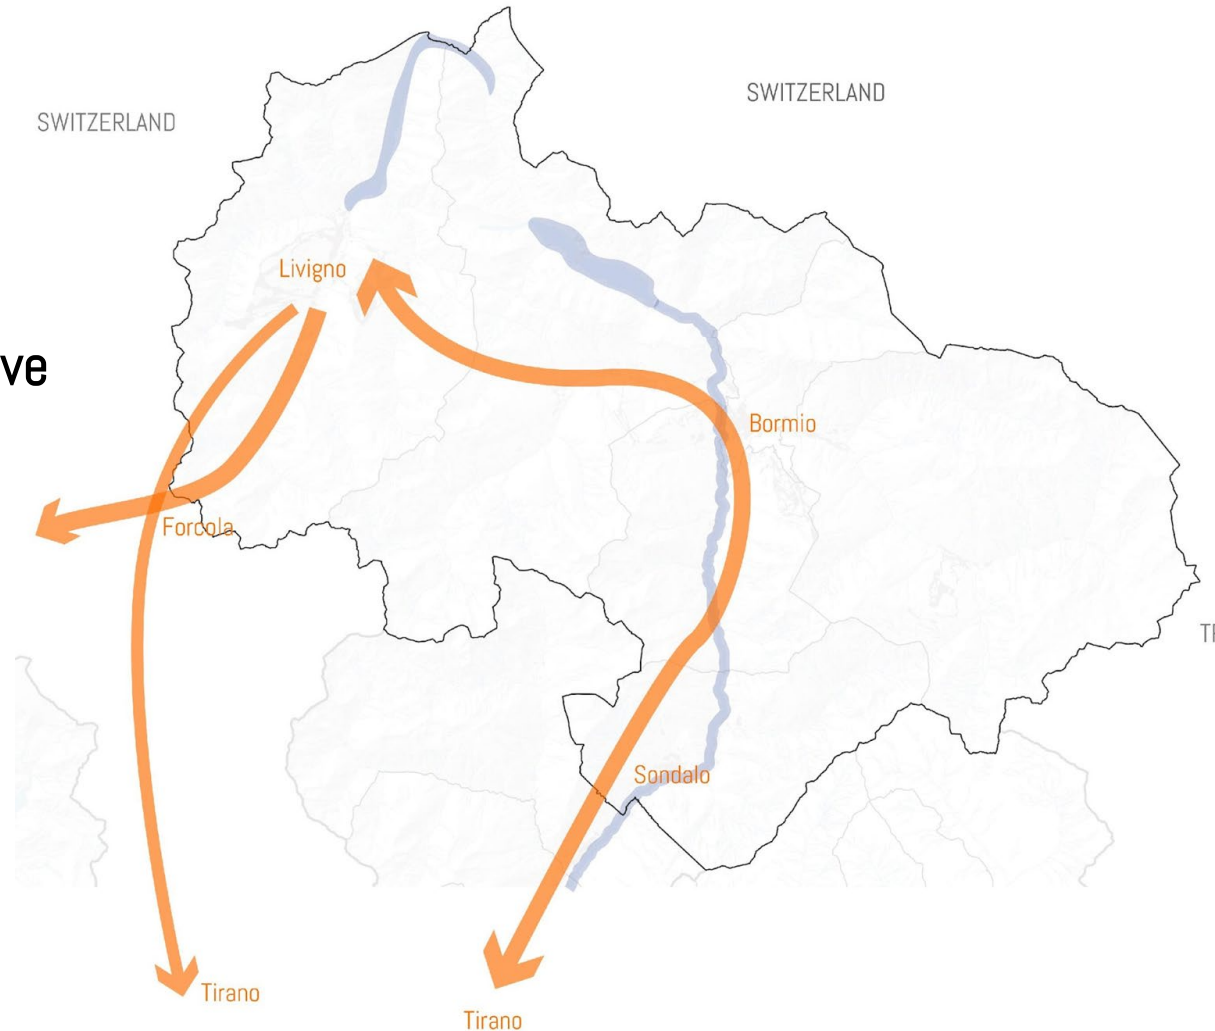 SWITZERLAND
SWITZERLAND
Livigno
ve
Bormio
Forcola
Sondalo
Tirano
Tirano